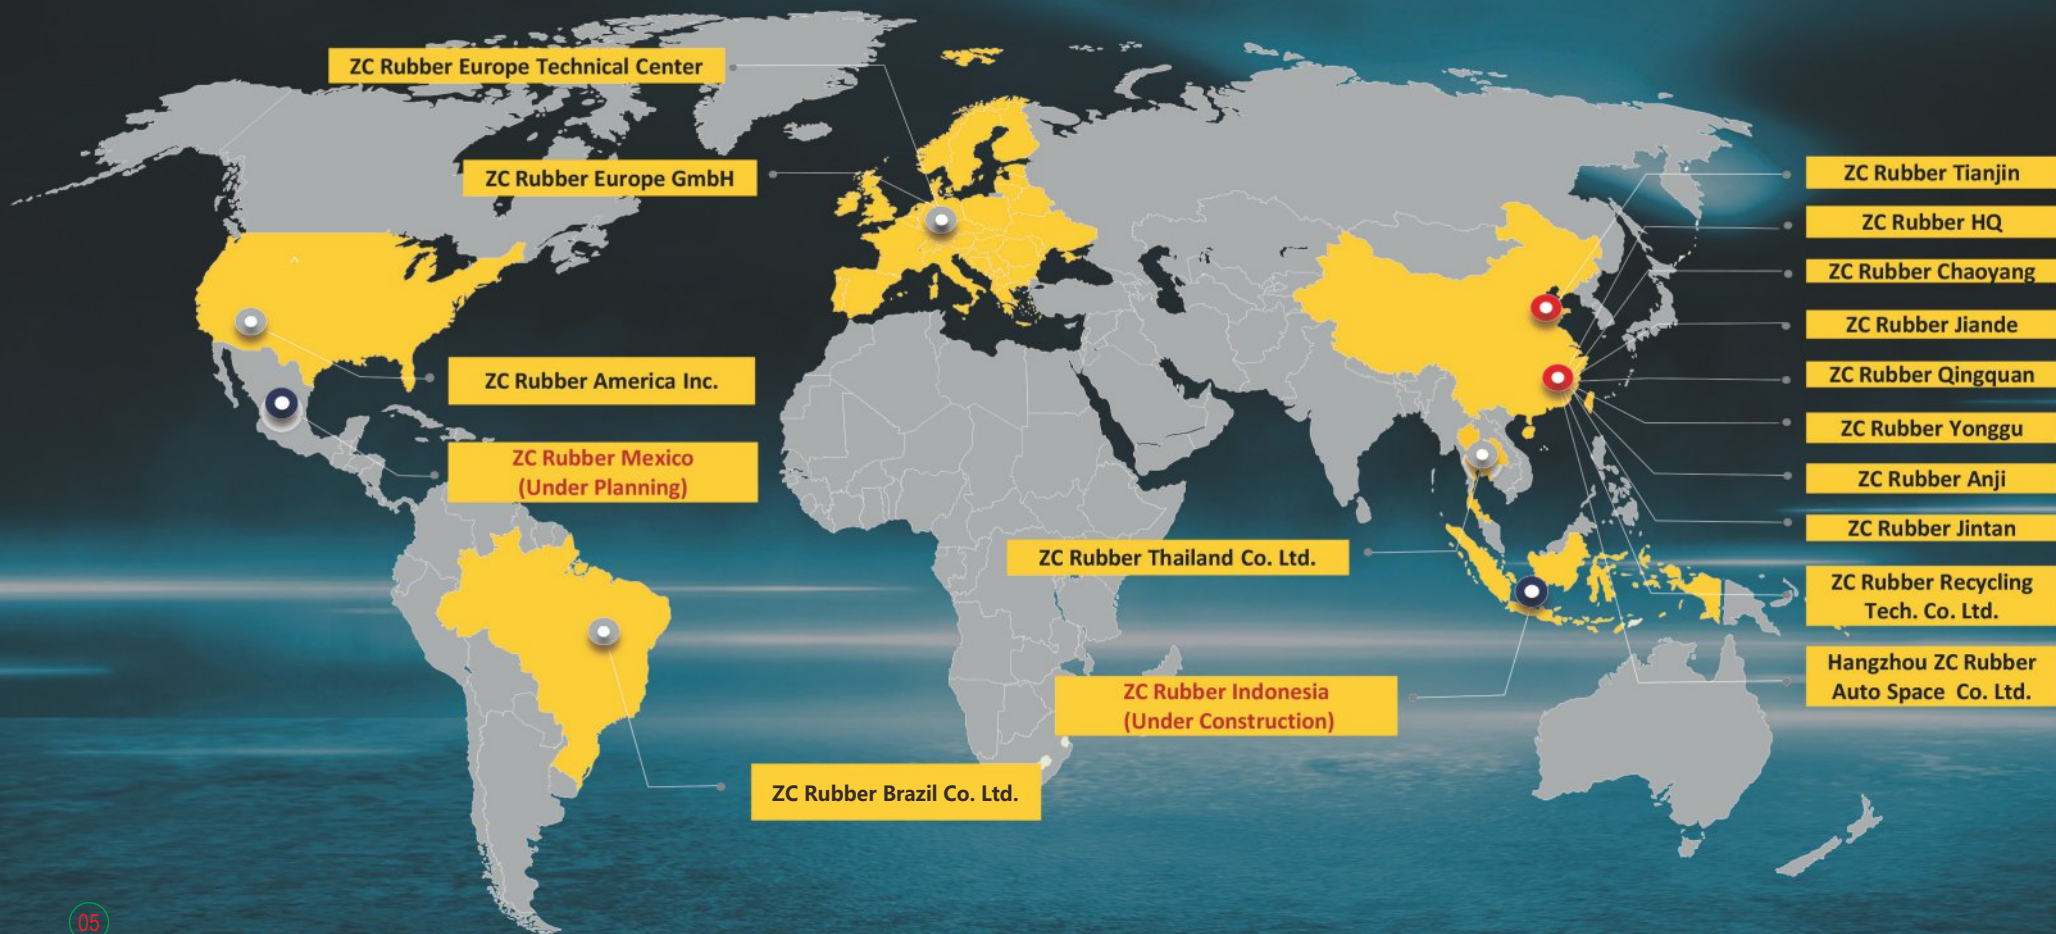 ZC Rubber Europe Technical Center
ZC Rubber Europe GmbH
ZC Rubber America Inc.
ZC Rubber Mexico
(Under Planning)
ZC Rubber Brazil Co. Ltd.
ZC Rubber Thailand Co. Ltd.
ZC Rubber Indonesia
(Under Construction)
ZC Rubber Tianjin
ZC Rubber HQ
ZC Rubber Chaoyang
ZC Rubber Jiande
ZC Rubber Qingquan
ZC Rubber Yonggu
ZC Rubber Anji
ZC Rubber Jintan
ZC Rubber Recycling
Tech. Co. Ltd.
Hangzhou ZC Rubber
Auto Space Co. Ltd.
05